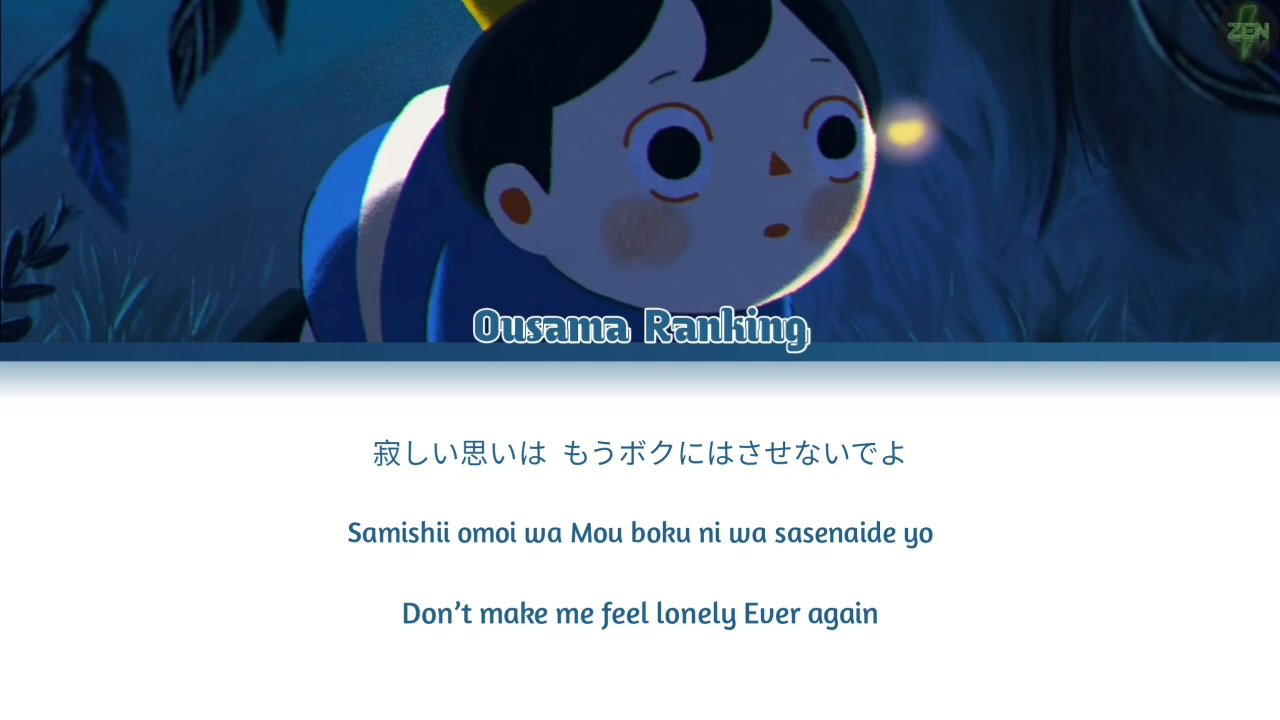 ZEN
Ousama Ranking
寂しい思いは もうボクにはさせないでよ
Samishii omoi wa Mou boku ni wa sasenaide yo
Don't make me feel lonely Ever again